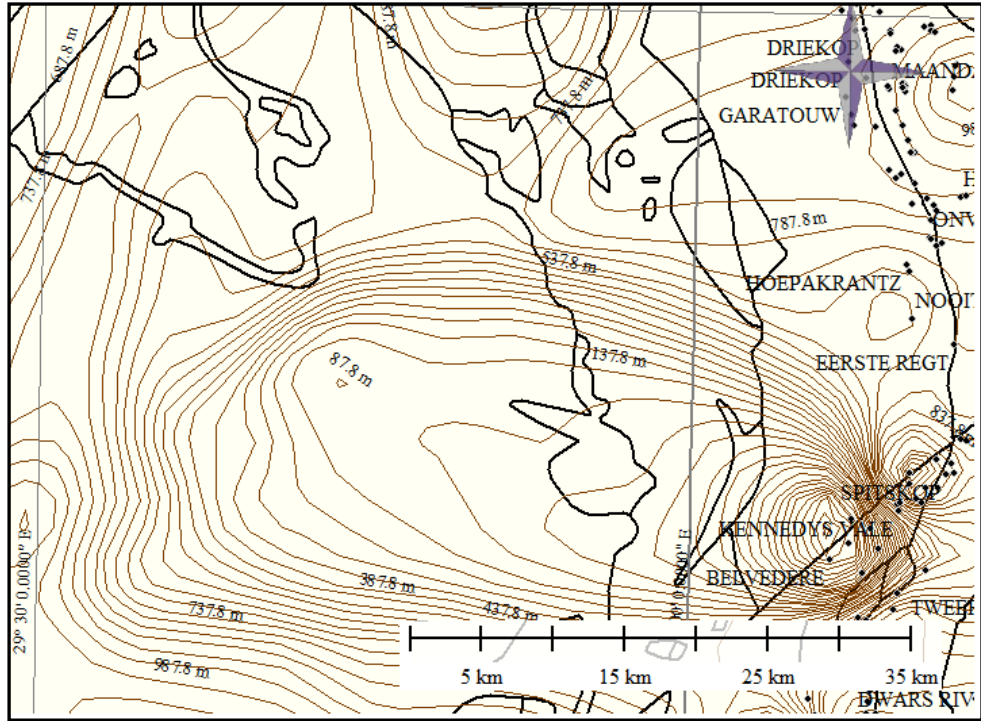 687.8 m
DRIEKOP
DRIEKOP
GARATOUW
737.8 m
787.8 m
HOEPAKRANTZ
537.8 m
EERSTE REGT
137.8 m
87.8 m
SPITSKOP
KENNEDYS VALE
BELVEDERE
29° 30' 0.0000" E
387.8 m
737.8 m
437.8 m
987.8 m
5 km 15 km 25 km 35 km
DWARS RIV